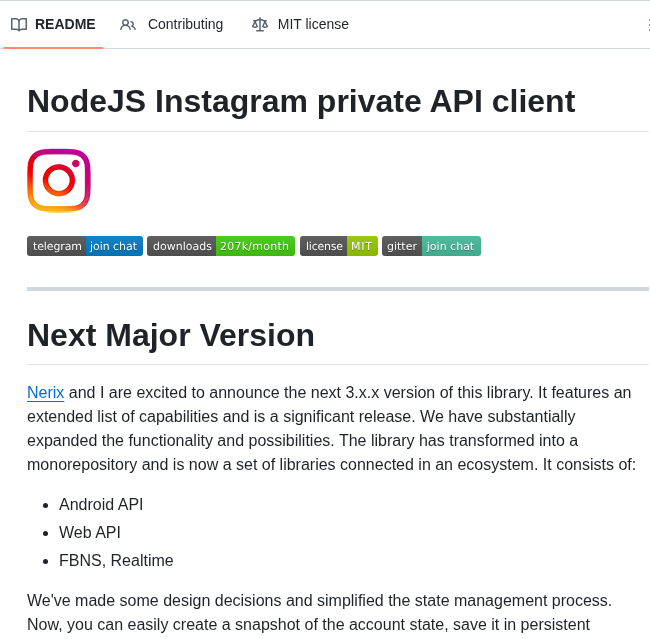 README Contributing MIT license
NodeJS Instagram private API client
telegram join chat downloads 207k/month license MIT gitter join chat
Next Major Version
Nerix and I are excited to announce the next 3.x.x version of this library. It features an
extended list of capabilities and is a significant release. We have substantially
expanded the functionality and possibilities. The library has transformed into a
monorepository and is now a set of libraries connected in an ecosystem. It consists of:
Android API
Web API
FBNS, Realtime
We've made some design decisions and simplified the state management process.
Now, you can easily create a snapshot of the account state, save it in persistent